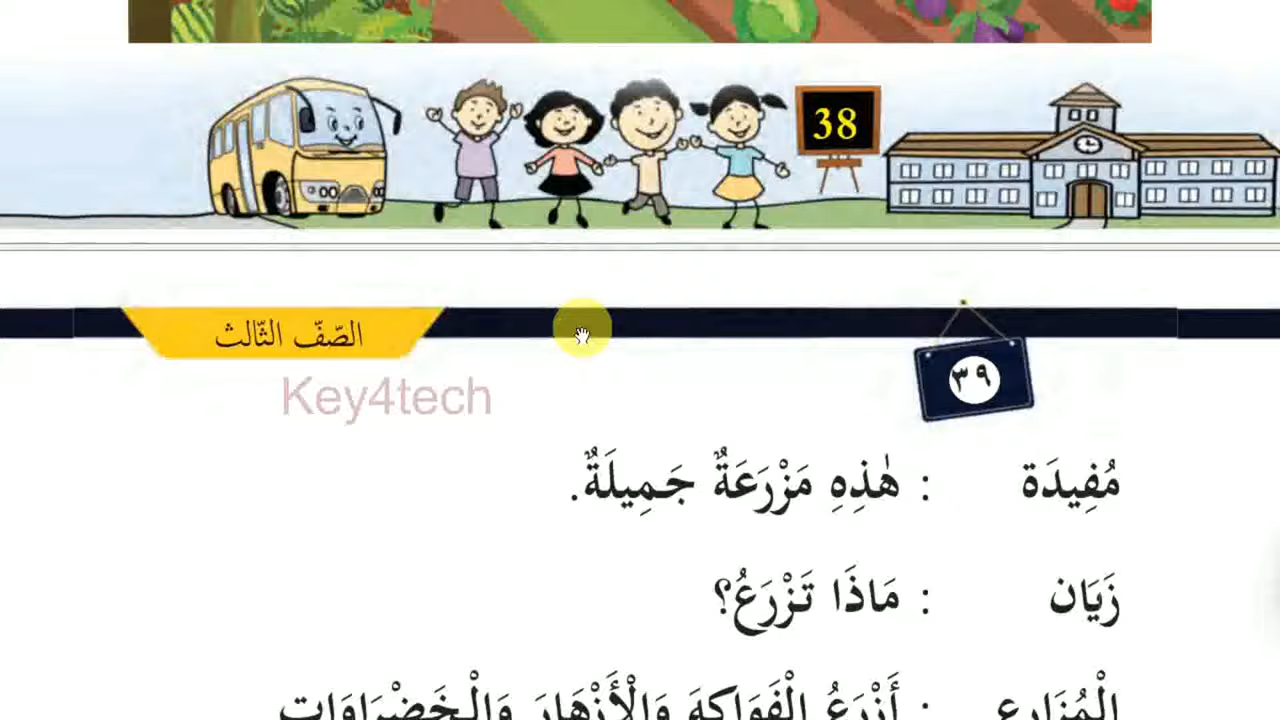 38
الصّفّ الثّالث
٣٩
Key4tech
مُفِيدَة : هٰذِهِ مَزْرَعَةٌ جَمِيلَةٌ.
زَيَان : مَاذَا تَزْرَعُ؟
الْمُزَارِع : أَزْرَعُ الْفَوَاكِهَ وَالْأَزْهَارَ وَالْخَضْرَاوَاتِ